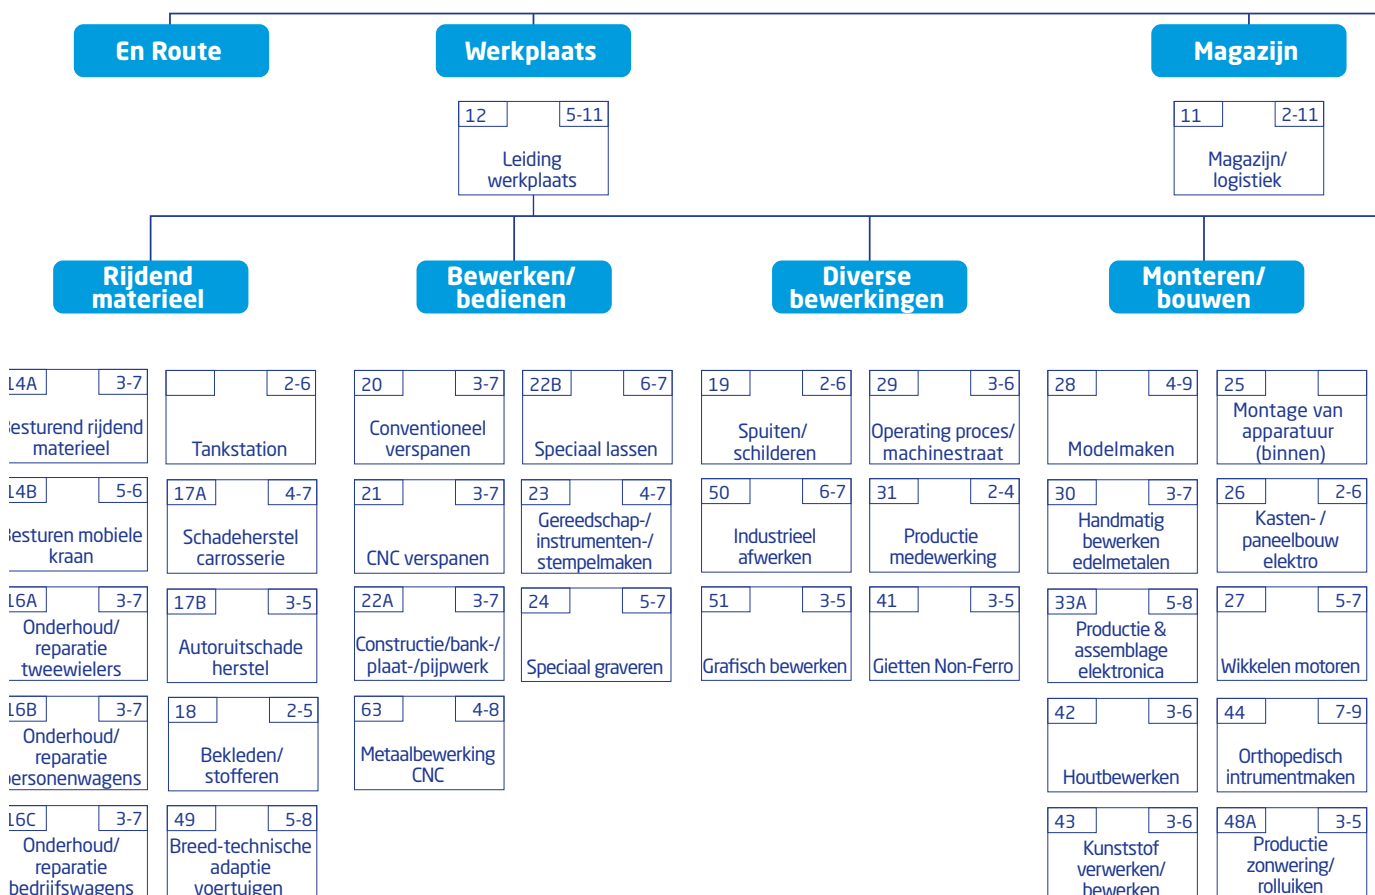 En Route
Werkplaats
Magazijn
12
5-11
Leiding
werkplaats
11
2-11
Magazijn/
logistiek
Rijdend
materieel
Bewerken/
bedienen
Diverse
bewerkingen
Monteren/
bouwen
14A
3-7
Besturend rijdend
materieel
2-6
Tankstation
20
3-7
Conventioneel
verspanen
22B
6-7
Speciaal lassen
19
2-6
Spuiten/
schilderen
29
3-6
Operating proces/
machinestraat
28
4-9
Modelmaken
25
Montage van
apparatuur
(binnen)
14B
5-6
Besturen mobiele
kraan
17A
4-7
Schadeherstel
carrosserie
21
3-7
CNC verspanen
23
4-7
Gereedschap-/
instrumenten-/
stempelmaken
50
6-7
Industrieel
afwerken
31
2-4
Productie
medewerking
30
3-7
Handmatig
bewerken
edelmetalen
26
2-6
Kasten- /
paneelbouw
elektro
16A
3-7
Onderhoud/
reparatie
tweewielers
17B
3-5
Autoruitschade
herstel
22A
3-7
Constructie/bank-/
plaat-/pijpwerk
24
5-7
Speciaal graveren
51
3-5
Grafisch bewerken
41
3-5
Gietten Non-Ferro
33A
5-8
Productie &
assemblage
elektronica
27
5-7
Wikkelen motoren
16B
3-7
Onderhoud/
reparatie
personenwagens
18
2-5
Bekleden/
stofferen
63
4-8
Metaalbewerking
CNC
42
3-6
Houtbewerken
44
7-9
Orthopedisch
intrumentmaken
16C
3-7
Onderhoud/
reparatie
bedrijfswagens
49
5-8
Breed-technische
adaptie
voertuigen
43
3-6
Kunststof
verwerken/
bewerken
48A
3-5
Productie
zonwering/
rolluiken